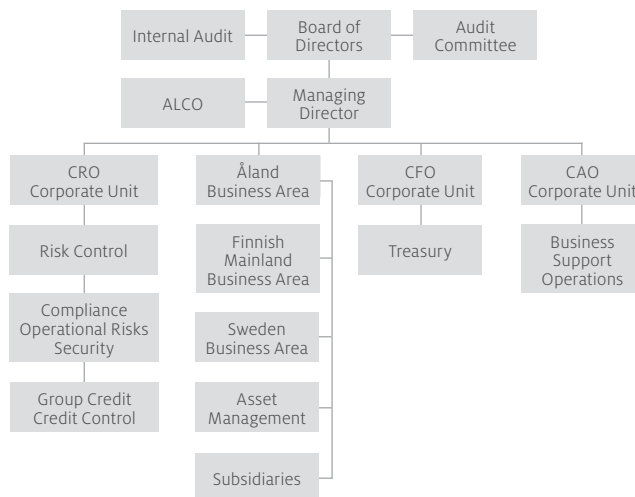 Internal Audit
Board of
Directors
Audit
Committee
ALCO
Managing
Director
CRO
Corporate Unit
Åland
Business Area
CFO
Corporate Unit
CAO
Corporate Unit
Risk Control
Finnish
Mainland
Business Area
Treasury
Business
Support
Operations
Compliance
Operational Risks
Security
Sweden
Business Area
Group Credit
Credit Control
Asset
Management
Subsidiaries